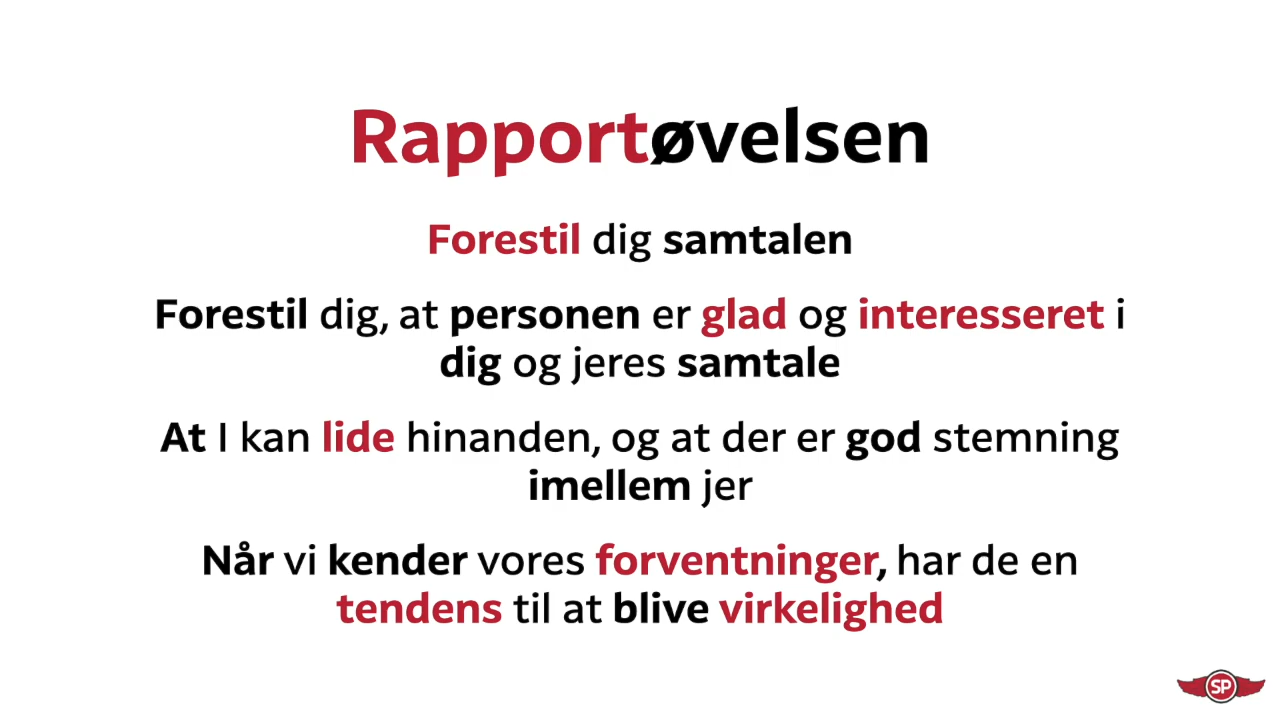 Rapportøvelsen
Forestil dig samtalen
Forestil dig, at personen er glad og interesseret i
dig og jeres samtale
At I kan lide hinanden, og at der er god stemning
imellem jer
Når vi kender vores forventninger, har de en
tendens til at blive virkelighed
SP